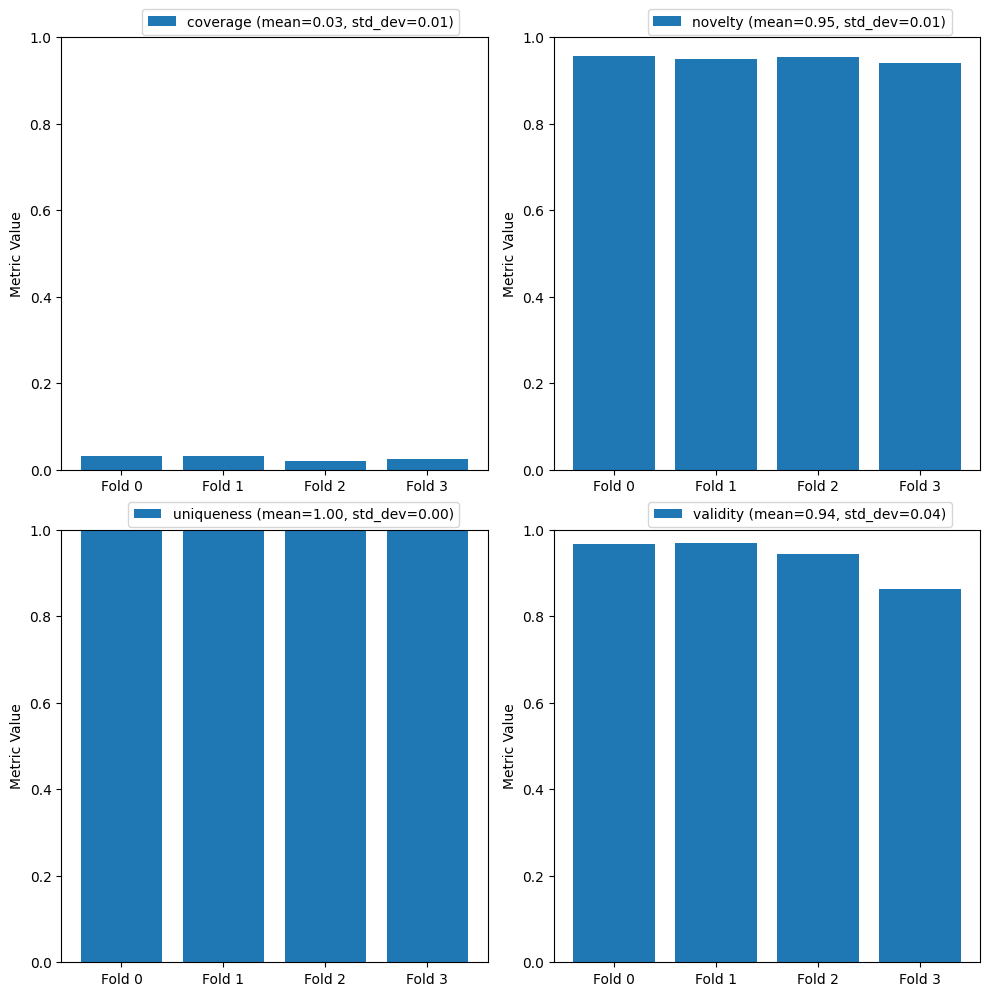 coverage (mean=0.03, std_dev=0.01)
1.0
0.8
0.6
0.4
0.2
0.0
Metric Value
Fold 0 Fold 1 Fold 2 Fold 3
novelty (mean=0.95, std_dev=0.01)
1.0
0.8
0.6
0.4
0.2
0.0
Metric Value
Fold 0 Fold 1 Fold 2 Fold 3
uniqueness (mean=1.00, std_dev=0.00)
1.0
0.8
0.6
0.4
0.2
0.0
Metric Value
Fold 0 Fold 1 Fold 2 Fold 3
validity (mean=0.94, std_dev=0.04)
1.0
0.8
0.6
0.4
0.2
0.0
Metric Value
Fold 0 Fold 1 Fold 2 Fold 3